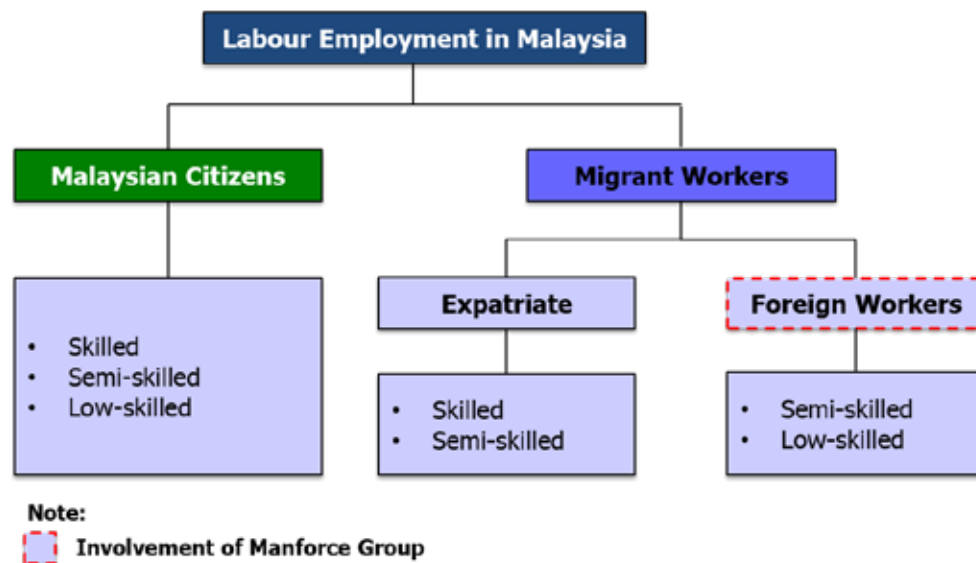 Labour Employment in Malaysia
Malaysian Citizens
Migrant Workers
• Skilled
• Semi-skilled
• Low-skilled
Expatriate
• Skilled
• Semi-skilled
Foreign Workers
• Semi-skilled
• Low-skilled
Note:
Involvement of Manforce Group